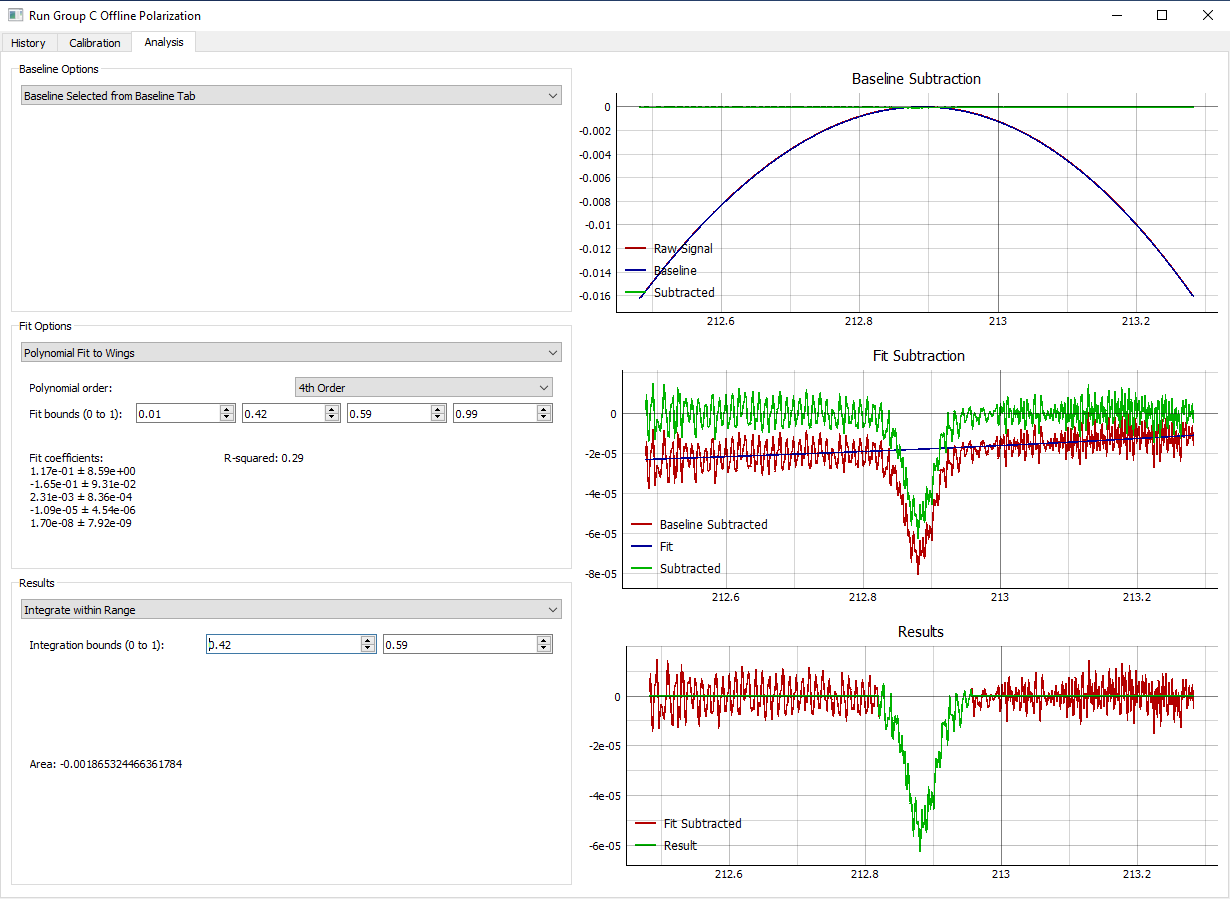 Run Group C Offline Polarization
History Calibration Analysis
Baseline Options
Baseline Selected from Baseline Tab
Fit Options
Polynomial Fit to Wings
Polynomial order: 4th Order
Fit bounds (0 to 1): 0.01 0.42 0.59 0.99
Fit coefficients: R-squared: 0.29
1.17e-01 ± 8.59e+00
-1.65e-01 ± 9.31e-02
2.31e-03 ± 8.36e-04
-1.09e-05 ± 4.54e-06
1.70e-08 ± 7.92e-09
Results
Integrate within Range
Integration bounds (0 to 1): 0.42 0.59
Area: -0.001865324466361784
Baseline Subtraction
0
-0.002
-0.004
-0.006
-0.008
-0.01
-0.012
-0.014
-0.016
Raw Signal
Baseline
Subtracted
212.6 212.8 213 213.2
Fit Subtraction
0
-2e-05
-4e-05
-6e-05
-8e-05
Baseline Subtracted
Fit
Subtracted
212.6 212.8 213 213.2
Results
0
-2e-05
-4e-05
-6e-05
Fit Subtracted
Result
212.6 212.8 213 213.2